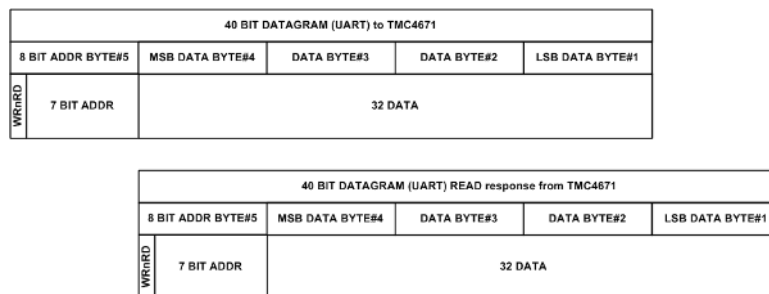 40 BIT DATAGRAM (UART) to TMC4671
8 BIT ADDR BYTE#5 MSB DATA BYTE#4 DATA BYTE#3 DATA BYTE#2 LSB DATA BYTE#1
WRnRD 7 BIT ADDR 32 DATA
40 BIT DATAGRAM (UART) READ response from TMC4671
8 BIT ADDR BYTE#5 MSB DATA BYTE#4 DATA BYTE#3 DATA BYTE#2 LSB DATA BYTE#1
WRnRD 7 BIT ADDR 32 DATA